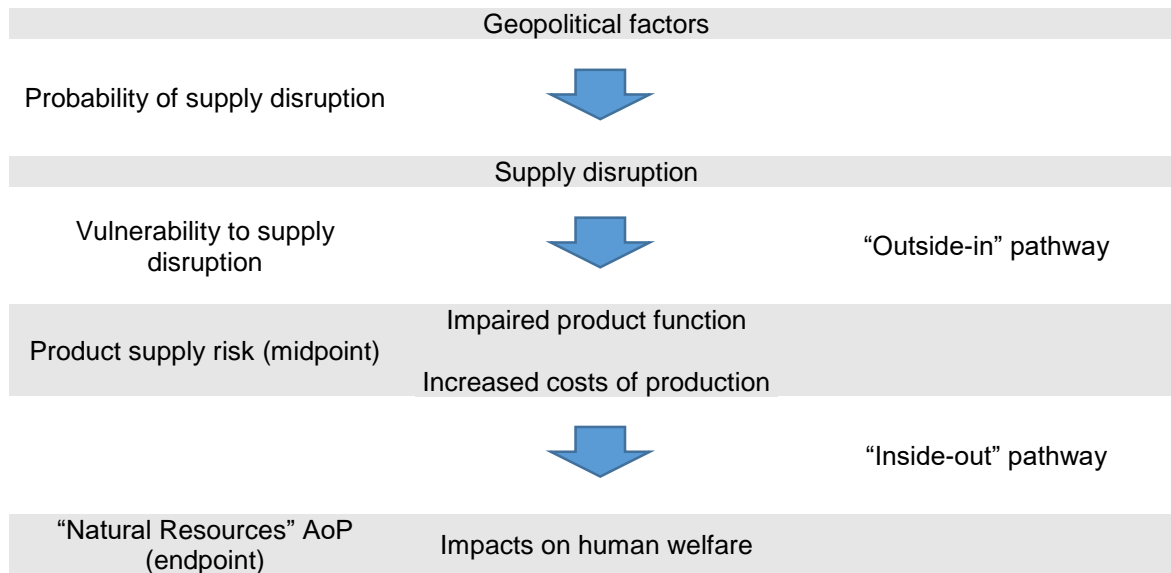 Geopolitical factors
Probability of supply disruption
Supply disruption
Vulnerability to supply
disruption
“Outside-in” pathway
Impaired product function
Product supply risk (midpoint)
Increased costs of production
“Inside-out” pathway
“Natural Resources” AoP
(endpoint)
Impacts on human welfare